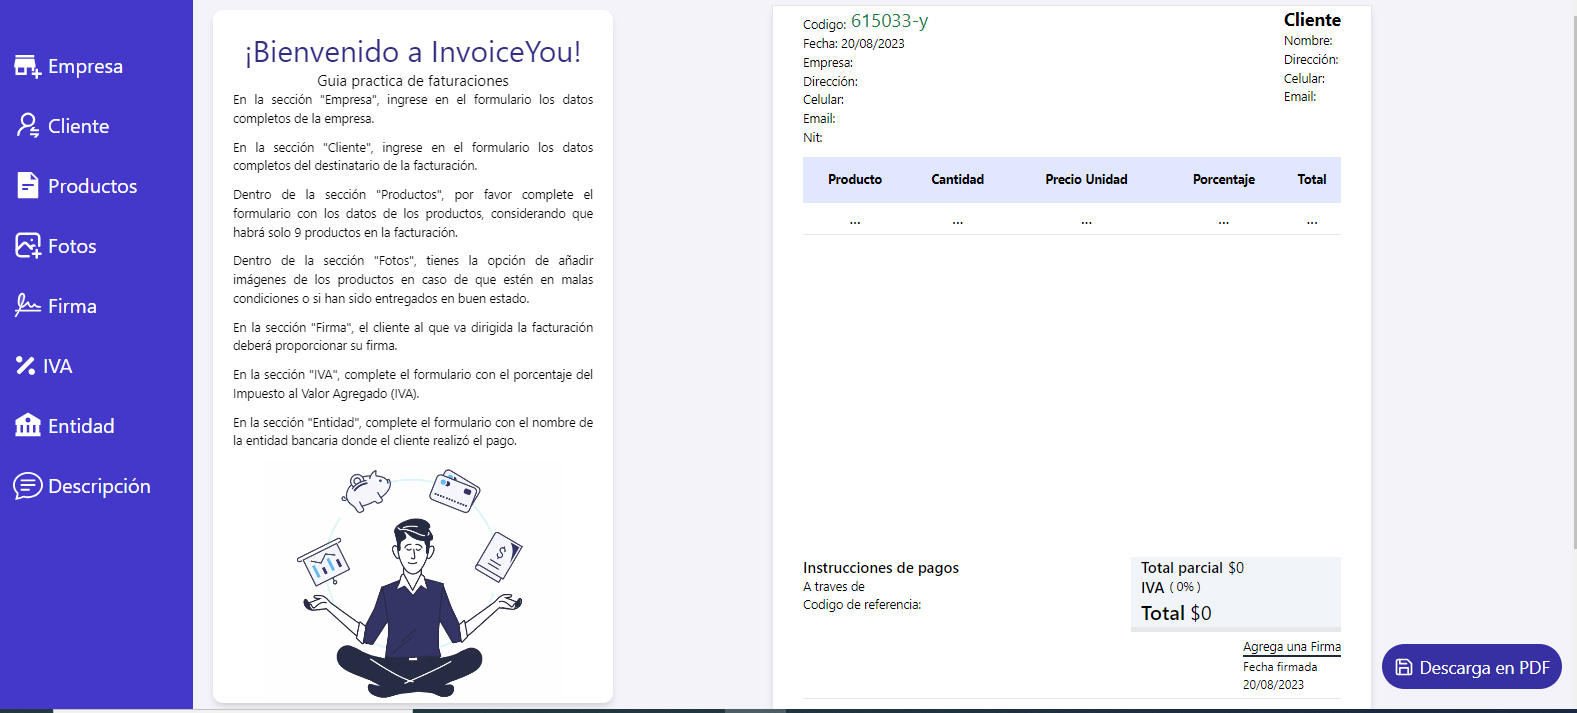 Empresa
Cliente
Productos
Fotos
Firma
IVA
Entidad
Descripción
¡Bienvenido a InvoiceYou!
Guia practica de faturaciones
En la sección "Empresa", ingrese en el formulario los datos
completos de la empresa.
En la sección "Cliente", ingrese en el formulario los datos
completos del destinatario de la facturación.
Dentro de la sección "Productos", por favor complete el
formulario con los datos de los productos, considerando que
habrá solo 9 productos en la facturación.
Dentro de la sección "Fotos", tienes la opción de añadir
imágenes de los productos en caso de que estén en malas
condiciones o si han sido entregados en buen estado.
En la sección "Firma", el cliente al que va dirigida la facturación
deberá proporcionar su firma.
En la sección "IVA", complete el formulario con el porcentaje del
Impuesto al Valor Agregado (IVA).
En la sección "Entidad", complete el formulario con el nombre de
la entidad bancaria donde el cliente realizó el pago.
$
Codigo: 615033-y
Fecha: 20/08/2023
Empresa:
Dirección:
Celular:
Email:
Nit:
Cliente
Nombre:
Dirección:
Celular:
Email:
Producto Cantidad Precio Unidad Porcentaje Total
... ... ... ... ...
Instrucciones de pagos
A traves de
Codigo de referencia:
Total parcial $0
IVA ( 0% )
Total $0
Agrega una Firma
Fecha firmada
20/08/2023
Descarga en PDF